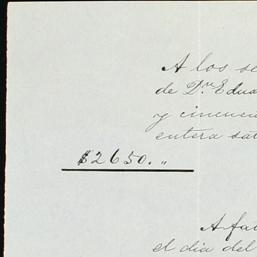 A los se
de Dn. Edua
y cincuen
entera sat
$2650.,,
A fa
el dia del